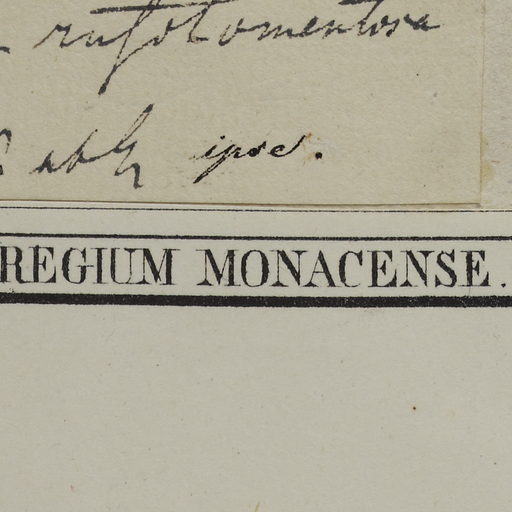 rufotomentosa
ipse.
REGIUM MONACENSE.